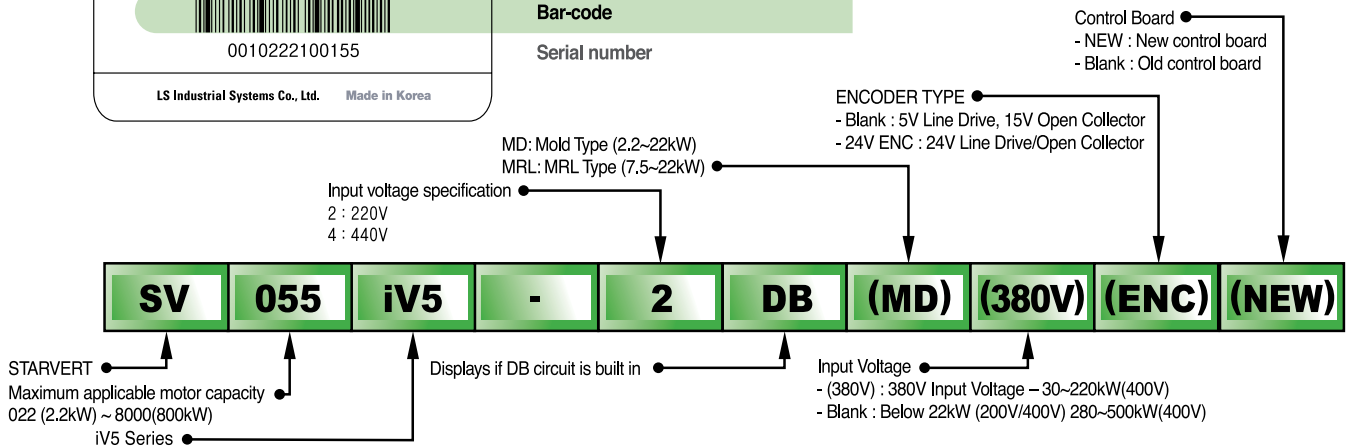 Bar-code
0010222100155
Serial number
LS Industrial Systems Co., Ltd. Made in Korea
Control Board
- NEW : New control board
- Blank : Old control board
ENCODER TYPE
- Blank : 5V Line Drive, 15V Open Collector
- 24V ENC : 24V Line Drive/Open Collector
MD: Mold Type (2.2~22kW)
MRL: MRL Type (7.5~22kW)
Input voltage specification
2 : 220V
4 : 440V
SV 055 iV5 - 2 DB (MD) (380V) (ENC) (NEW)
STARVERT
Maximum applicable motor capacity
022 (2.2kW) ~ 8000(800kW)
iV5 Series
Displays if DB circuit is built in
Input Voltage
- (380V) : 380V Input Voltage – 30~220kW(400V)
- Blank : Below 22kW (200V/400V) 280~500kW(400V)